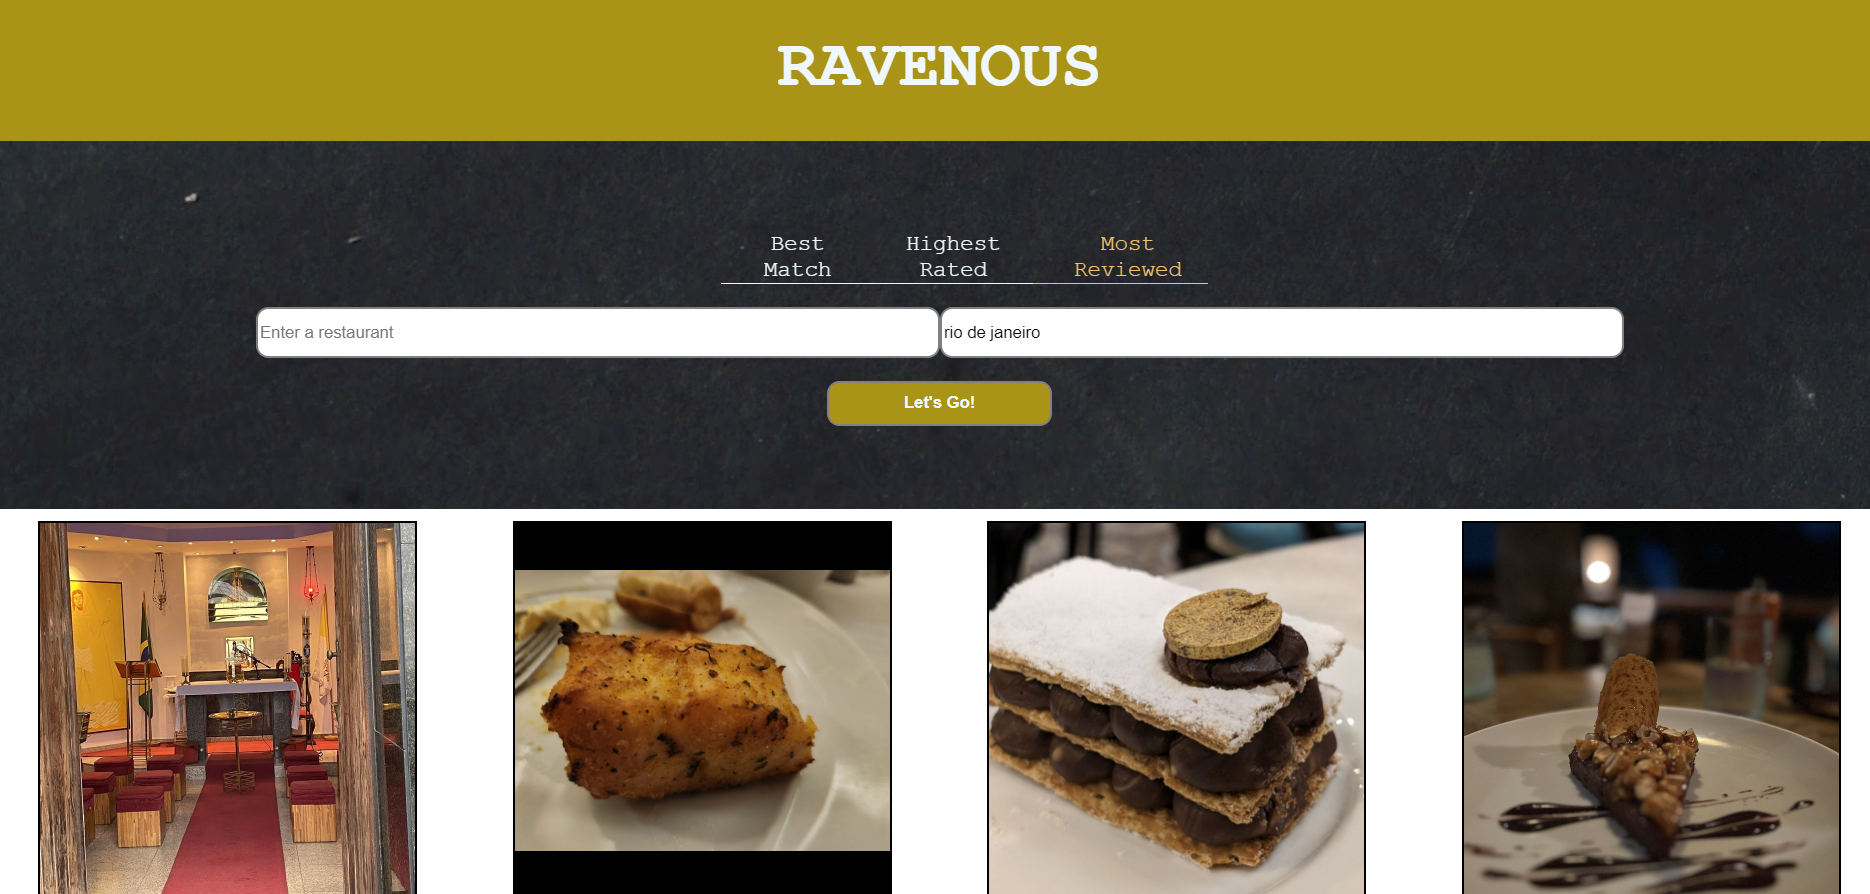 RAVENOUS
Best Match
Highest Rated
Most Reviewed
Enter a restaurant
rio de janeiro
Let's Go!